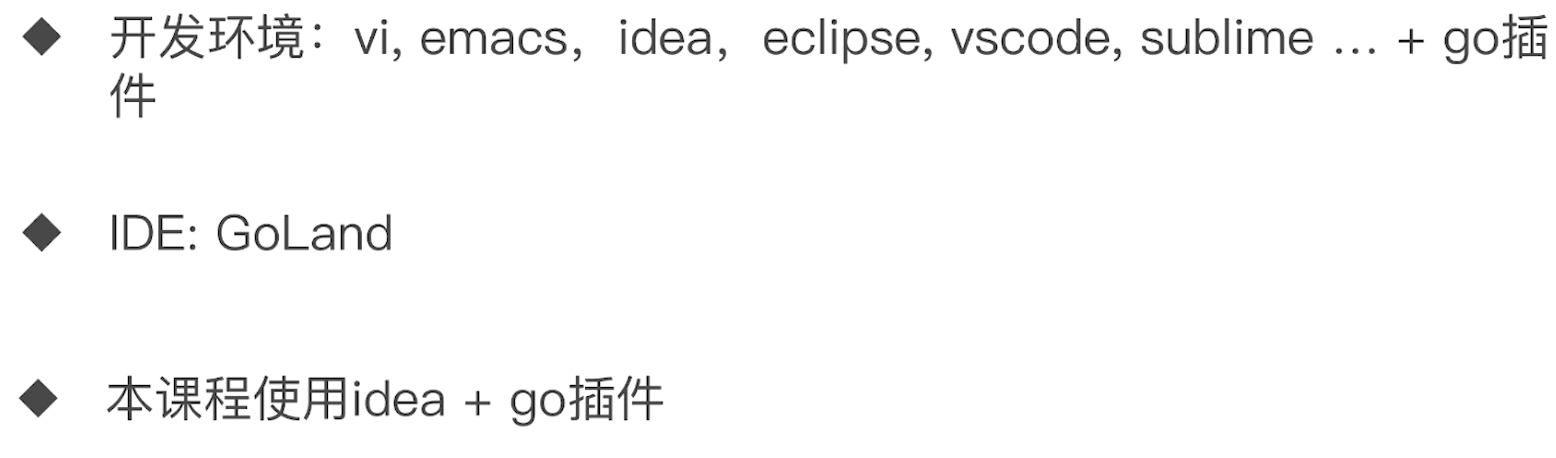 ◆ 开发环境：vi, emacs，idea，eclipse, vscode, sublime … + go插
件
◆ IDE: GoLand
◆ 本课程使用idea + go插件